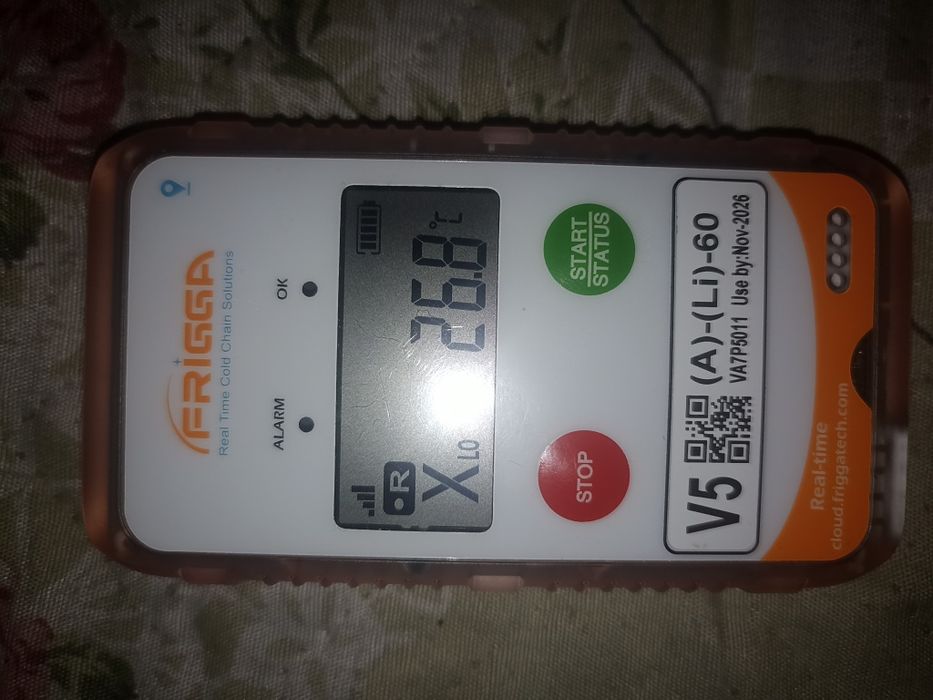 FRIGGA
Real Time Cold Chain Solutions
ALARM
OK
R
X LO
26.8°C
STOP
START
STATUS
V5
(A)-(Li)-60
VA7P5011 Use by:Nov-2026
Real-time
cloud.friggatech.com